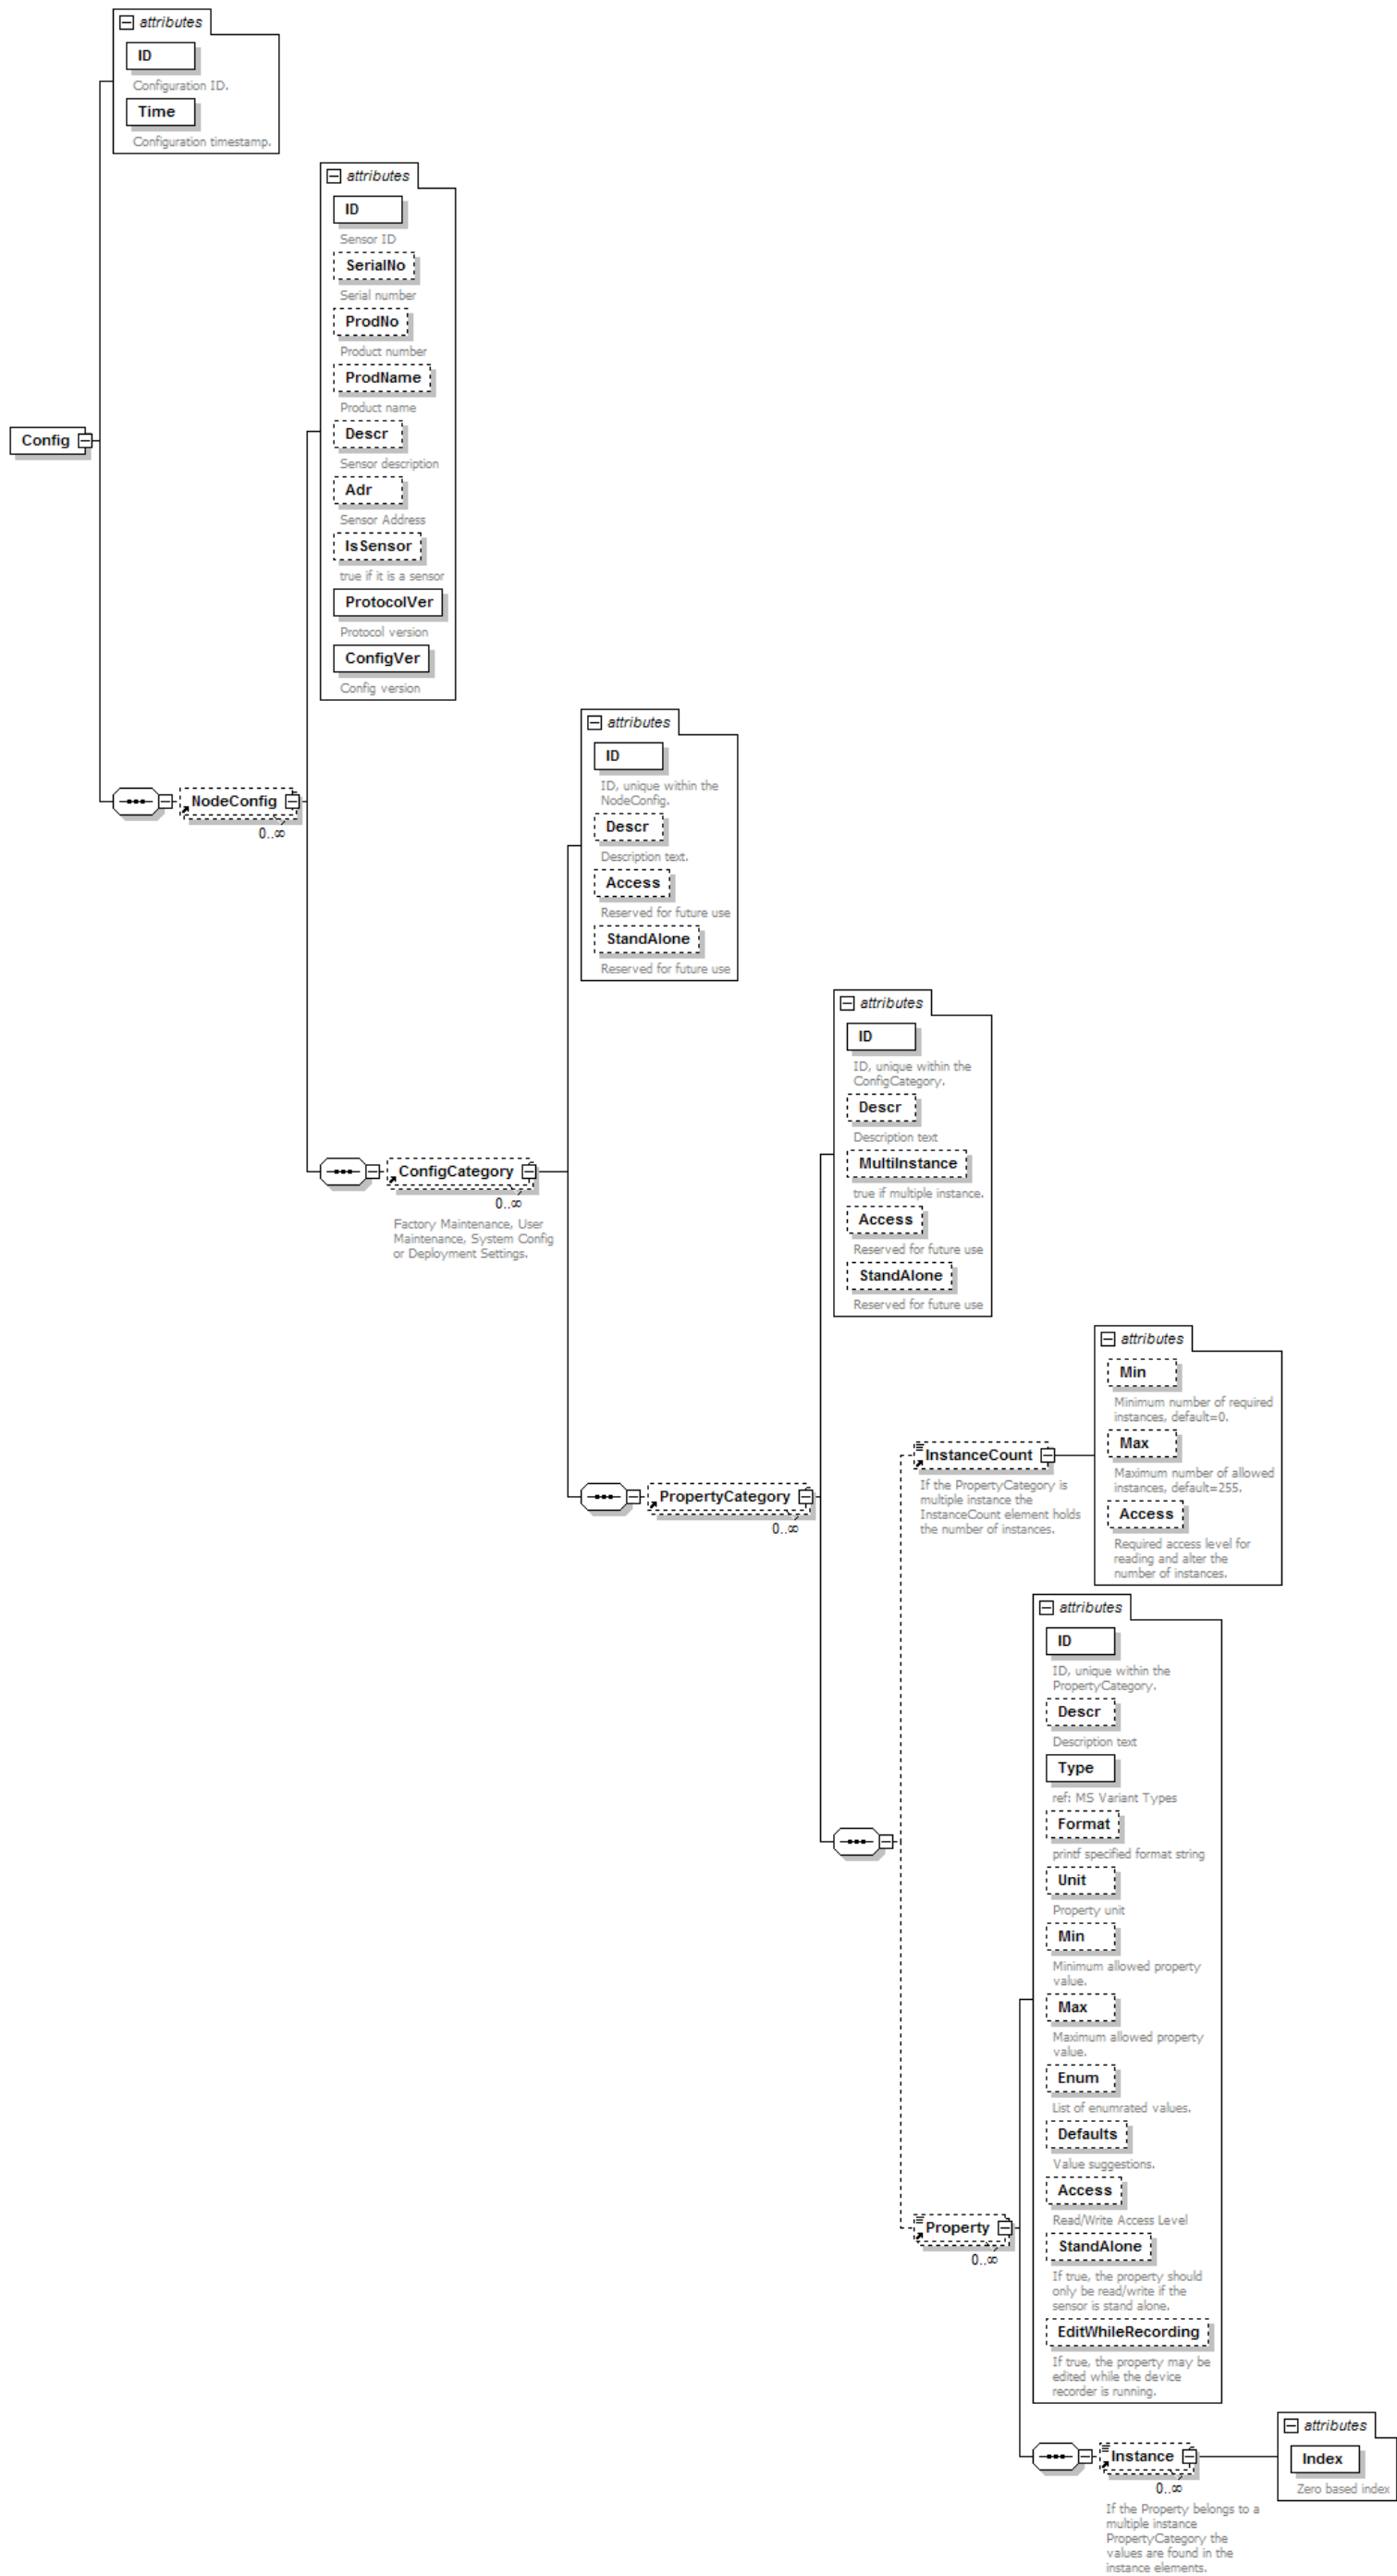 attributes
ID
Configuration ID.
Time
Configuration timestamp.
attributes
ID
Sensor ID
SerialNo
Serial number
ProdNo
Product number
ProdName
Product name
Config
Descr
Sensor description
Adr
Sensor Address
IsSensor
true if it is a sensor
ProtocolVer
Protocol version
ConfigVer
Config version
attributes
ID
ID, unique within the
NodeConfig.
NodeConfig
0..∞
Descr
Description text.
Access
Reserved for future use
StandAlone
Reserved for future use
attributes
ID
ID, unique within the
ConfigCategory.
Descr
Description text
MultiInstance
true if multiple instance.
ConfigCategory
0..∞
Factory Maintenance, User
Maintenance, System Config
or Deployment Settings.
Access
Reserved for future use
StandAlone
Reserved for future use
attributes
Min
Minimum number of required
instances, default=0.
Max
Maximum number of allowed
instances, default=255.
Access
Required access level for
reading and alter the
number of instances.
InstanceCount
If the PropertyCategory is
multiple instance the
InstanceCount element holds
the number of instances.
PropertyCategory
0..∞
attributes
ID
ID, unique within the
PropertyCategory.
Descr
Description text
Type
ref: MS Variant Types
Format
printf specified format string
Unit
Property unit
Min
Minimum allowed property
value.
Max
Maximum allowed property
value.
Enum
List of enumrated values.
Defaults
Value suggestions.
Access
Read/Write Access Level
Property
0..∞
StandAlone
If true, the property should
only be read/write if the
sensor is stand alone.
EditWhileRecording
If true, the property may be
edited while the device
recorder is running.
attributes
Instance
0..∞
Index
Zero based index
If the Property belongs to a
multiple instance
PropertyCategory the
values are found in the
instance elements.